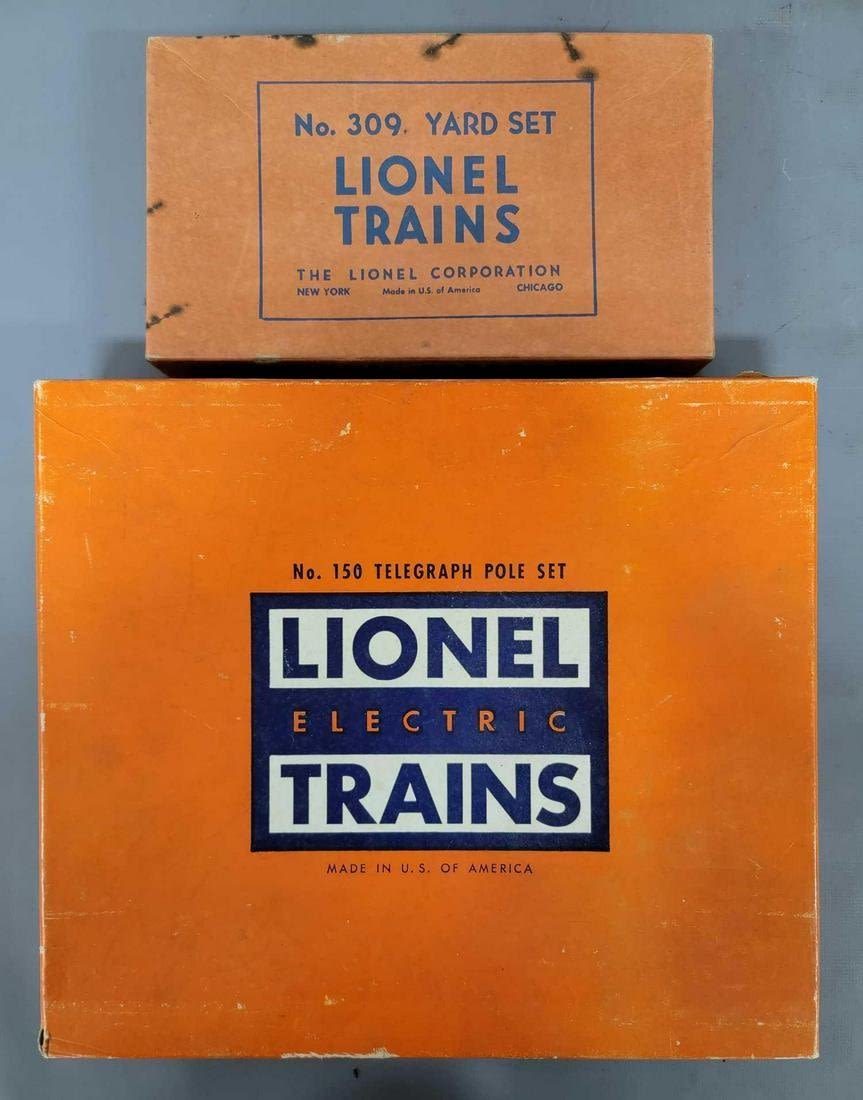 No. 309. YARD SET
LIONEL
TRAINS
THE LIONEL CORPORATION
NEW YORK Made in U.S. of America CHICAGO
No. 150 TELEGRAPH POLE SET
LIONEL
ELECTRIC
TRAINS
MADE IN U.S. OF AMERICA